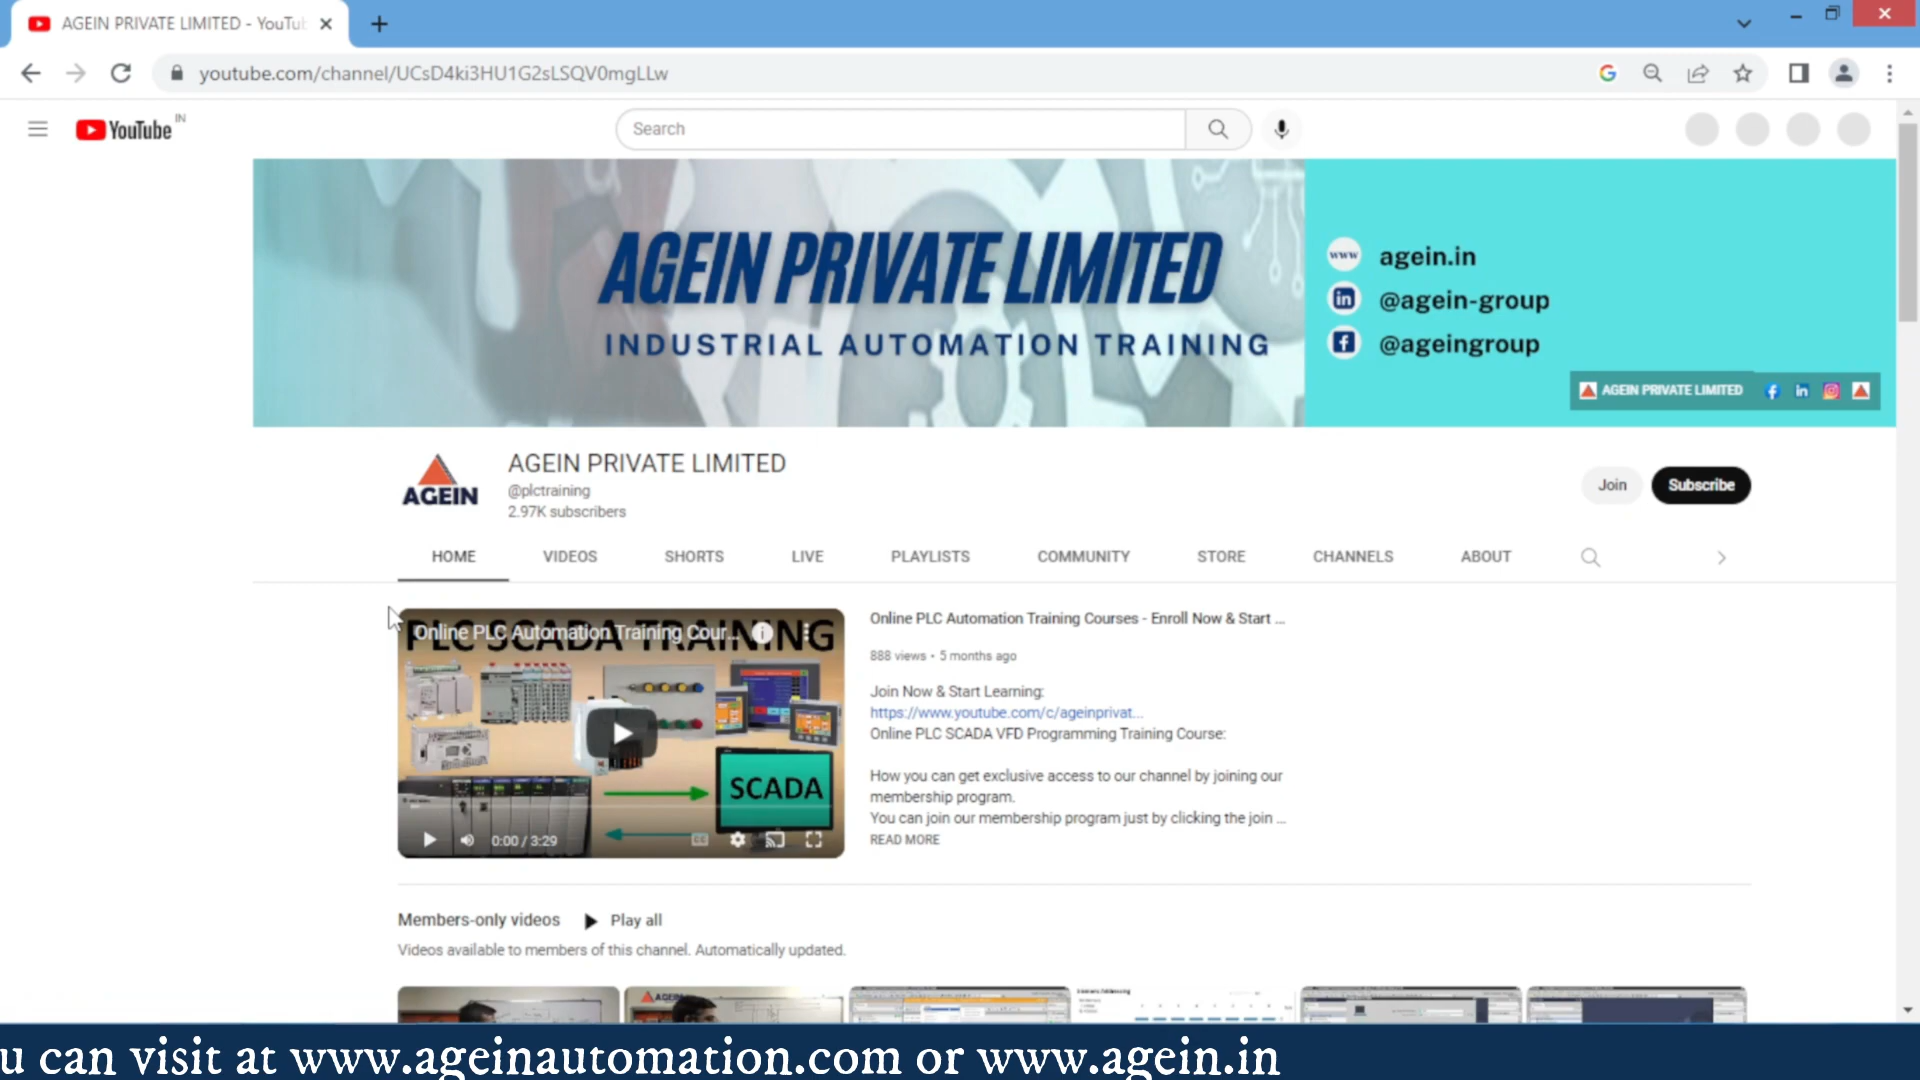 AGEIN PRIVATE LIMITED - YouTub
youtube.com/channel/UCsD4ki3HU1G2sLSQV0mgLLw
YouTube IN
Search
AGEIN PRIVATE LIMITED
INDUSTRIAL AUTOMATION TRAINING
www agein.in
in @agein-group
f @ageingroup
AGEIN PRIVATE LIMITED
AGEIN
AGEIN PRIVATE LIMITED
@plctraining
2.97K subscribers
Join
Subscribe
HOME VIDEOS SHORTS LIVE PLAYLISTS COMMUNITY STORE CHANNELS ABOUT
PLC SCADA TRAINING
Online PLC Automation Training Cour...
SCADA
0:00 / 3:29
Online PLC Automation Training Courses - Enroll Now & Start ...
888 views • 5 months ago
Join Now & Start Learning:
https://www.youtube.com/c/ageinprivat...
Online PLC SCADA VFD Programming Training Course:
How you can get exclusive access to our channel by joining our
membership program.
You can join our membership program just by clicking the join ...
READ MORE
Members-only videos Play all
Videos available to members of this channel. Automatically updated.
u can visit at www.ageinautomation.com or www.agein.in